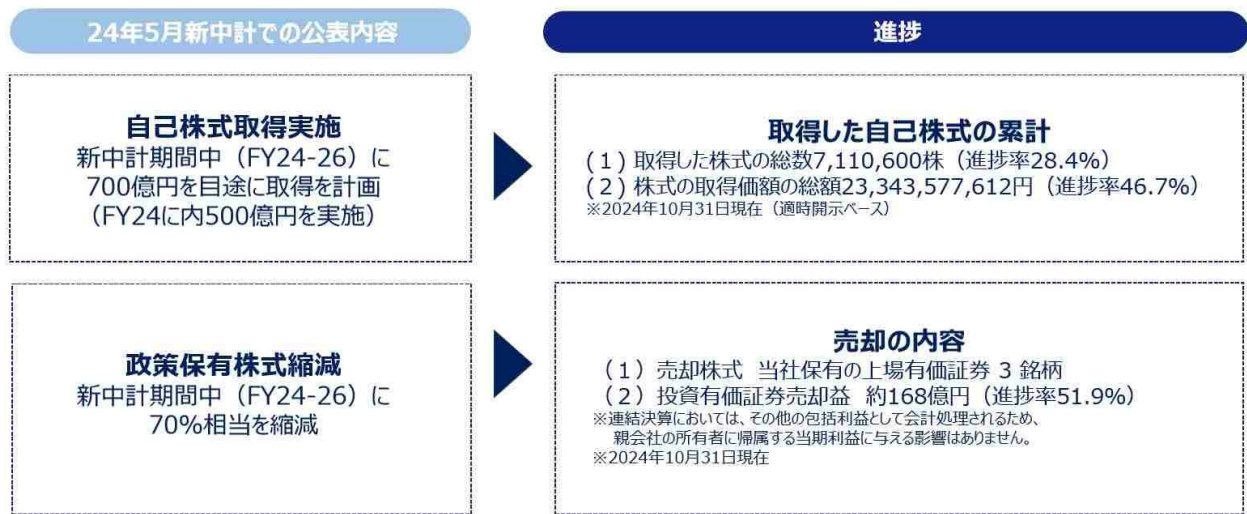 24年5月新中計での公表内容
進捗
自己株式取得実施
新中計期間中（FY24-26）に
700億円を目途に取得を計画
（FY24に内500億円を実施）
取得した自己株式の累計
（1）取得した株式の総数7,110,600株（進捗率28.4%）
（2）株式の取得価額の総額23,343,577,612円（進捗率46.7%）
※2024年10月31日現在（適時開示ベース）
政策保有株式縮減
新中計期間中（FY24-26）に
70%相当を縮減
売却の内容
（1）売却株式 当社保有の上場有価証券 3 銘柄
（2）投資有価証券売却益 約168億円（進捗率51.9%）
※連結決算においては、その他の包括利益として会計処理されるため、
親会社の所有者に帰属する当期利益に与える影響はありません。
※2024年10月31日現在